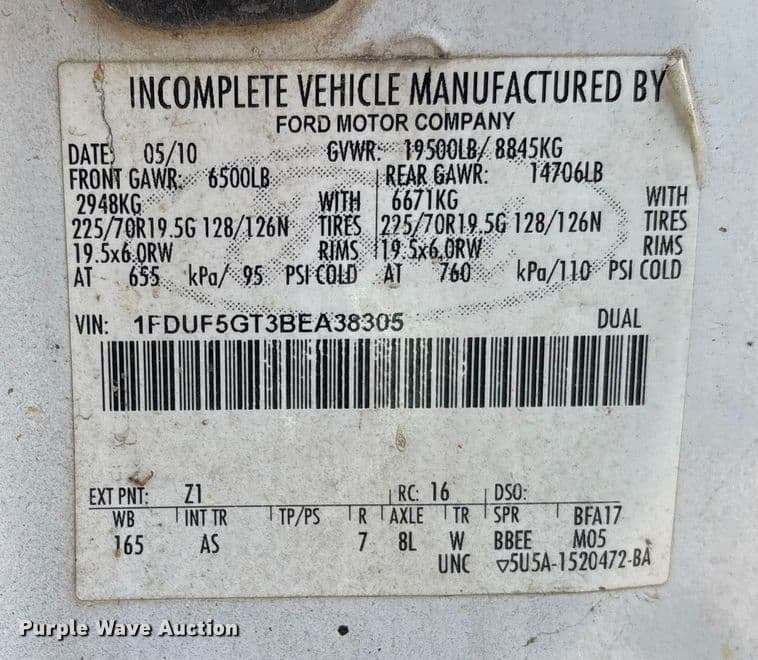 INCOMPLETE VEHICLE MANUFACTURED BY
FORD MOTOR COMPANY
DATE: 05/10 GVWR: 19500LB/ 8845KG
FRONT GAWR: 6500LB REAR GAWR: 14706LB
2948KG WITH 6671KG WITH
225/70R19.5G 128/126N TIRES 225/70R19.5G 128/126N TIRES
19.5x6.0RW RIMS 19.5x6.0RW RIMS
AT 655 kPa/ 95 PSI COLD AT 760 kPa/110 PSI COLD
VIN: 1FDUF5GT3BEA38305 DUAL
EXT PNT: Z1 RC: 16 DSO:
WB INT TR TP/PS R AXLE TR SPR BFA17
165 AS 7 8L W BBEE M05
UNC ▽5U5A-1520472-BA
Purple Wave Auction